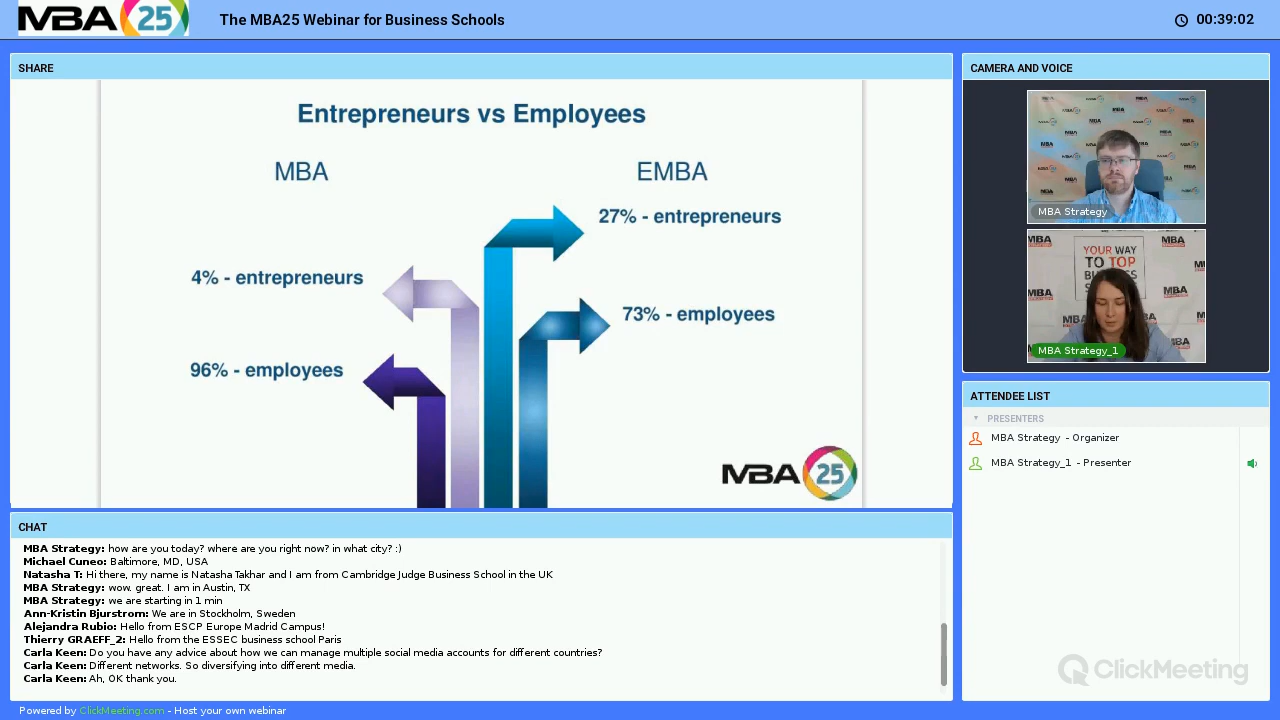 MBA 25
The MBA25 Webinar for Business Schools
00:39:02
SHARE
Entrepreneurs vs Employees
MBA
EMBA
27% - entrepreneurs
4% - entrepreneurs
73% - employees
96% - employees
MBA 25
CAMERA AND VOICE
MBA Strategy
YOUR WAY
TO TOP
MBA Strategy_1
ATTENDEE LIST
PRESENTERS
MBA Strategy - Organizer
MBA Strategy_1 - Presenter
ClickMeeting
CHAT
MBA Strategy: how are you today? where are you right now? in what city? :)
Michael Cuneo: Baltimore, MD, USA
Natasha T: Hi there, my name is Natasha Takhar and I am from Cambridge Judge Business School in the UK
MBA Strategy: wow. great. I am in Austin, TX
MBA Strategy: we are starting in 1 min
Ann-Kristin Bjurstrom: We are in Stockholm, Sweden
Alejandra Rubio: Hello from ESCP Europe Madrid Campus!
Thierry GRAEFF_2: Hello from the ESSEC business school Paris
Carla Keen: Do you have any advice about how we can manage multiple social media accounts for different countries?
Carla Keen: Different networks. So diversifying into different media.
Carla Keen: Ah, OK thank you.
Powered by ClickMeeting.com - Host your own webinar